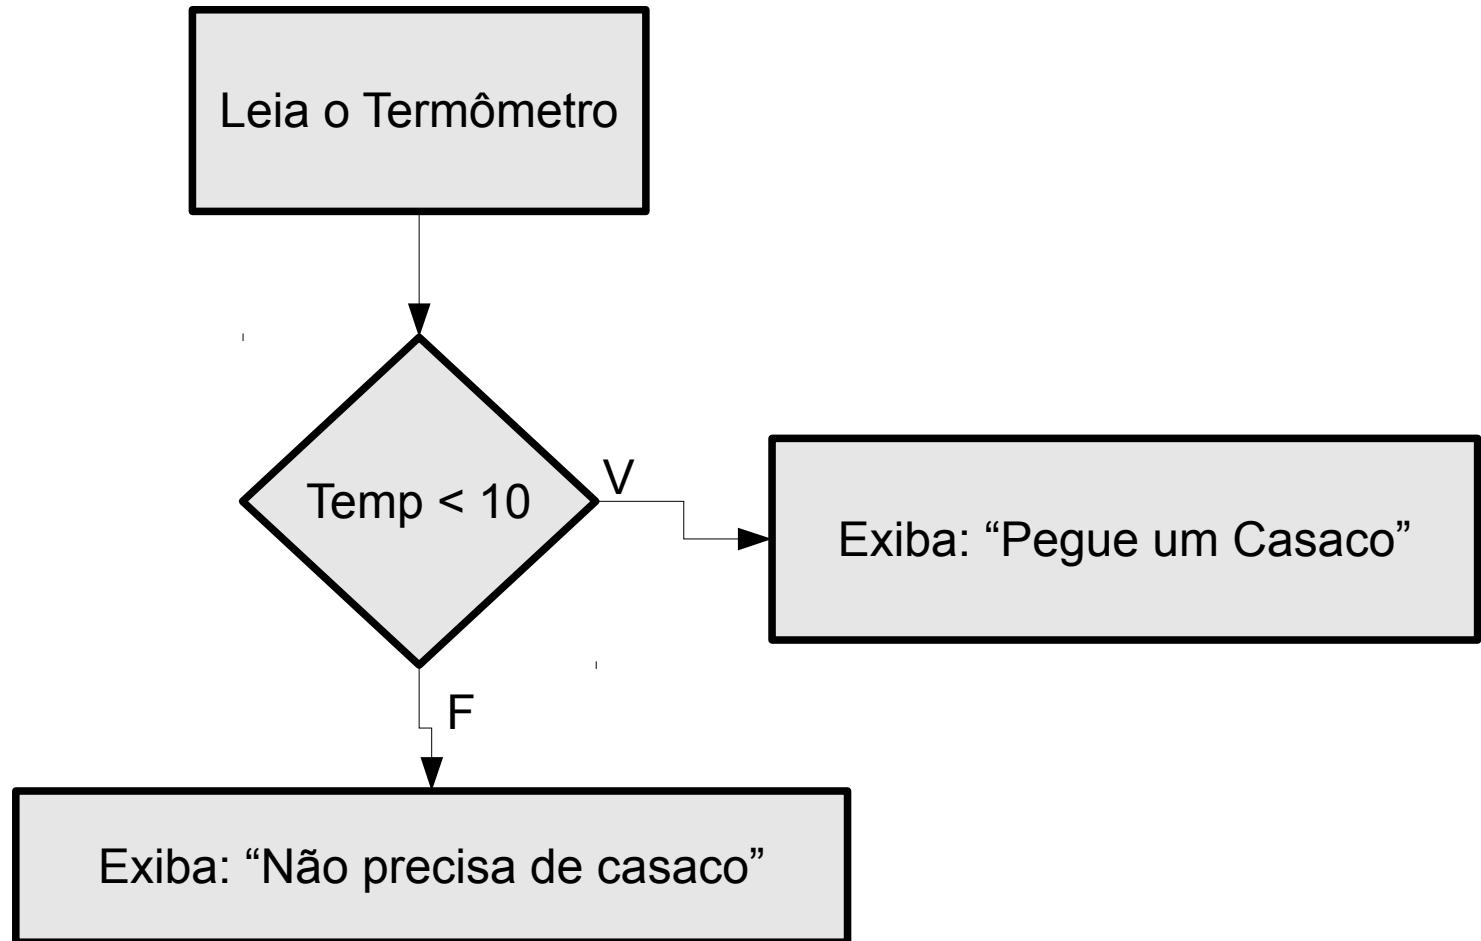 Leia o Termômetro
Temp < 10
V
Exiba: “Pegue um Casaco”
F
Exiba: “Não precisa de casaco”